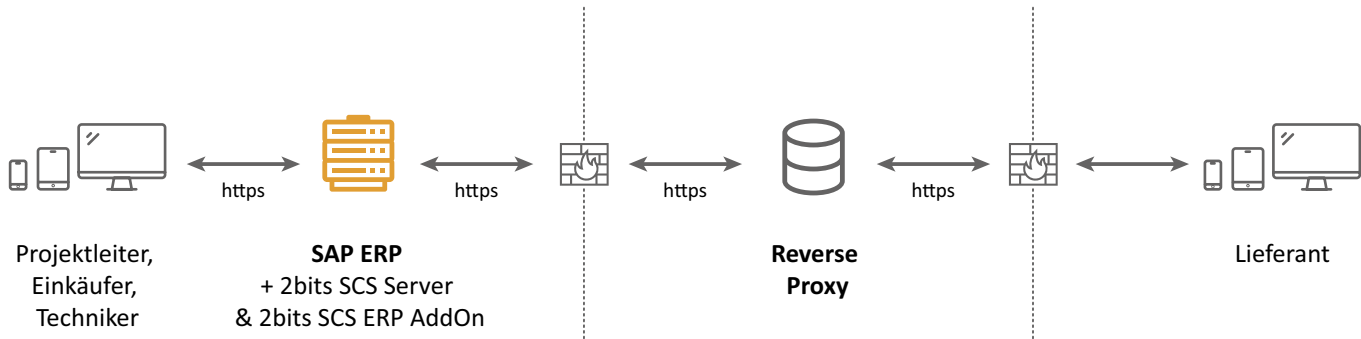 https
https
https
https
Projektleiter,
Einkäufer,
Techniker
SAP ERP
+ 2bits SCS Server
& 2bits SCS ERP AddOn
Reverse
Proxy
Lieferant